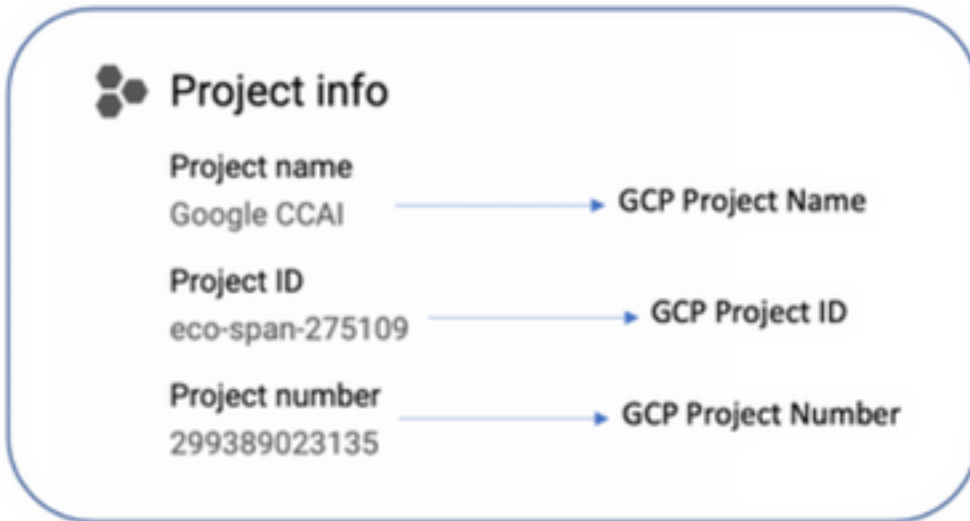 Project info
Project name
Google CCAI
GCP Project Name
Project ID
eco-span-275109
GCP Project ID
Project number
299389023135
GCP Project Number